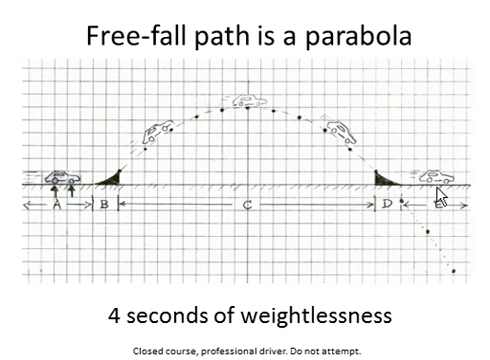 Free-fall path is a parabola
A B C D E
4 seconds of weightlessness
Closed course, professional driver. Do not attempt.